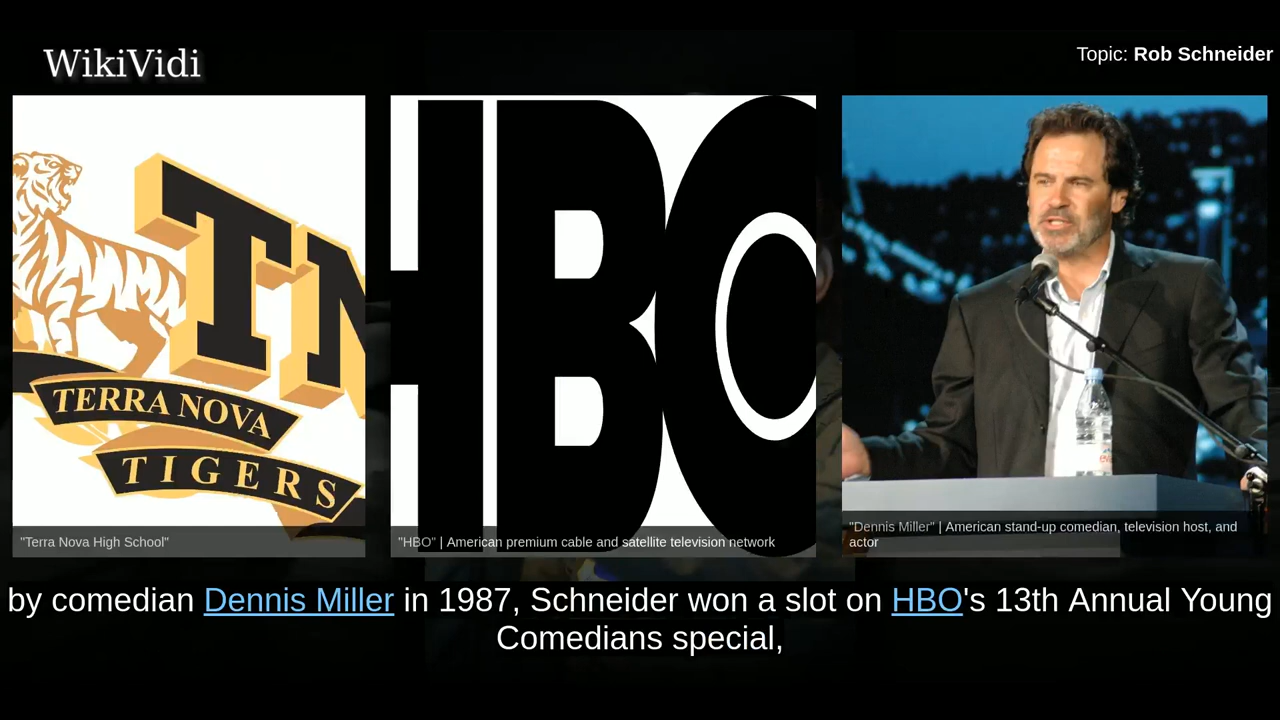 WikiVidi
Topic: Rob Schneider
TN
TERRA NOVA
TIGERS
"Terra Nova High School"
HBO
"HBO" | American premium cable and satellite television network
"Dennis Miller" | American stand-up comedian, television host, and
actor
by comedian Dennis Miller in 1987, Schneider won a slot on HBO's 13th Annual Young
Comedians special,